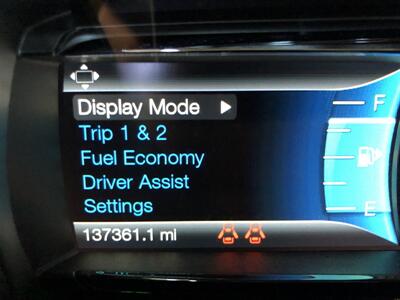 Display Mode
F
Trip 1 & 2
Fuel Economy
Driver Assist
Settings
E
137361.1 mi